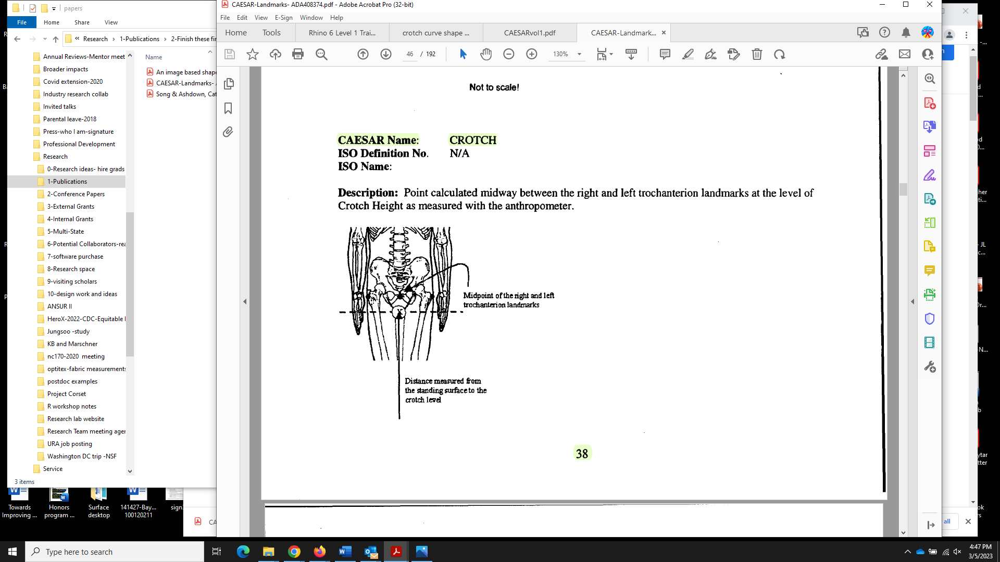 papers
File
Home
Share
View
Research
1-Publications
2-Finish these fir
Annual Reviews-Mentor meet
Broader impacts
Covid extension-2020
Industry research collab
Invited talks
Parental leave-2018
Press-who I am-signature
Professional Development
Research
0-Research ideas- hire grads
1-Publications
2-Conference Papers
3-External Grants
4-Internal Grants
5-Multi-State
6-Potential Collaborators-rea
7-software purchase
8-Research space
9-visiting scholars
10-design work and ideas
ANSUR II
HeroX-2022-CDC-Equitable I
Jungsoo -study
KB and Marschner
nc170-2020 meeting
optitex-fabric measurements
postdoc examples
Project Corset
R workshop notes
Research lab website
Research Team meeting ager
URA job posting
Washington DC trip -NSF
Service
3 items
Name
An image based shape
CAESAR-Landmarks-
Song & Ashdown, Cat
CAESAR-Landmarks- ADA408374.pdf - Adobe Acrobat Pro (32-bit)
File Edit View E-Sign Window Help
Home
Tools
Rhino 6 Level 1 Trai...
crotch curve shape ...
CAESARvol1.pdf
CAESAR-Landmark...
46 / 192
130%
Not to scale!
CAESAR Name: CROTCH
ISO Definition No. N/A
ISO Name:
Description: Point calculated midway between the right and left trochanterion landmarks at the level of
Crotch Height as measured with the anthropometer.
Midpoint of the right and left
trochanterion landmarks
Distance measured from
the standing surface to the
crotch level
38
Towards
Improving ...
Honors
program ...
Surface
desktop
141427-Bay...
100120211
CA
all
Type here to search
4:47 PM
3/5/2023